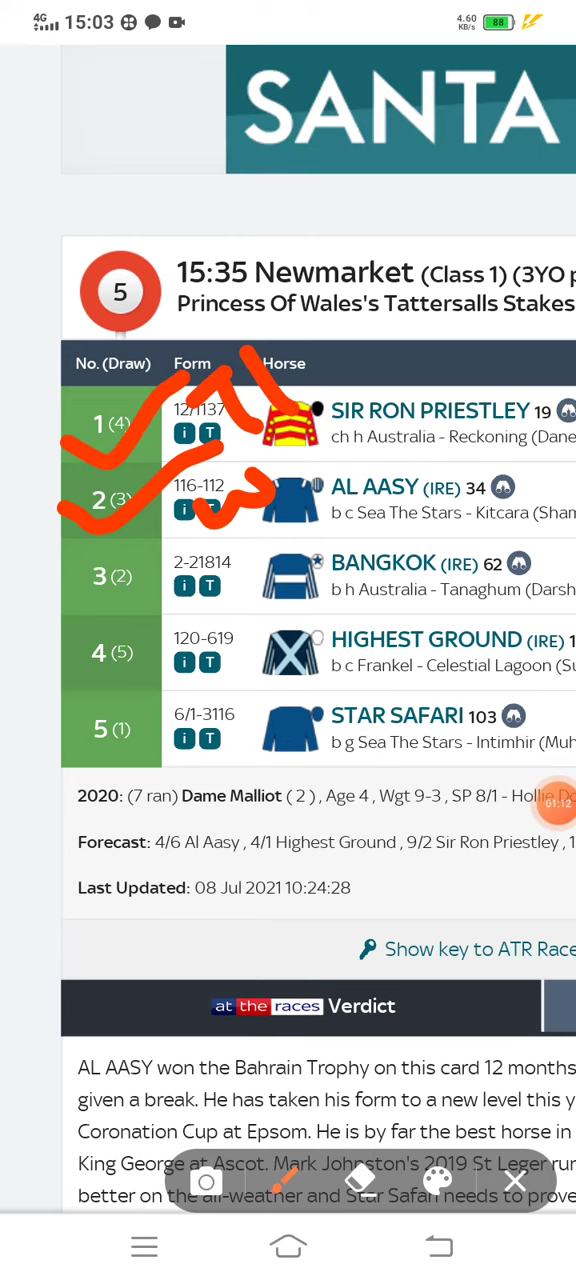 4G 15:03 4.60 KB/s 88
SANTA
5
15:35 Newmarket (Class 1) (3YO p
Princess Of Wales's Tattersalls Stakes
No. (Draw) Form Horse
1 (4) 12/1137 SIR RON PRIESTLEY 19
i T ch h Australia - Reckoning (Dane
2 (3) 116-112 AL AASY (IRE) 34
i T b c Sea The Stars - Kitcara (Sham
3 (2) 2-21814 BANGKOK (IRE) 62
i T b h Australia - Tanaghum (Darsh
4 (5) 120-619 HIGHEST GROUND (IRE) 1
i T b c Frankel - Celestial Lagoon (Su
5 (1) 6/1-3116 STAR SAFARI 103
i T b g Sea The Stars - Intimhir (Muh
2020: (7 ran) Dame Malliot ( 2 ) , Age 4 , Wgt 9-3 , SP 8/1 - Hollie Do
01:12
Forecast: 4/6 Al Aasy , 4/1 Highest Ground , 9/2 Sir Ron Priestley , 1
Last Updated: 08 Jul 2021 10:24:28
Show key to ATR Race
at the races Verdict
AL AASY won the Bahrain Trophy on this card 12 months
given a break. He has taken his form to a new level this y
Coronation Cup at Epsom. He is by far the best horse in
King George at Ascot. Mark Johnston's 2019 St Leger run
better on the all-weather and Star Safari needs to prove